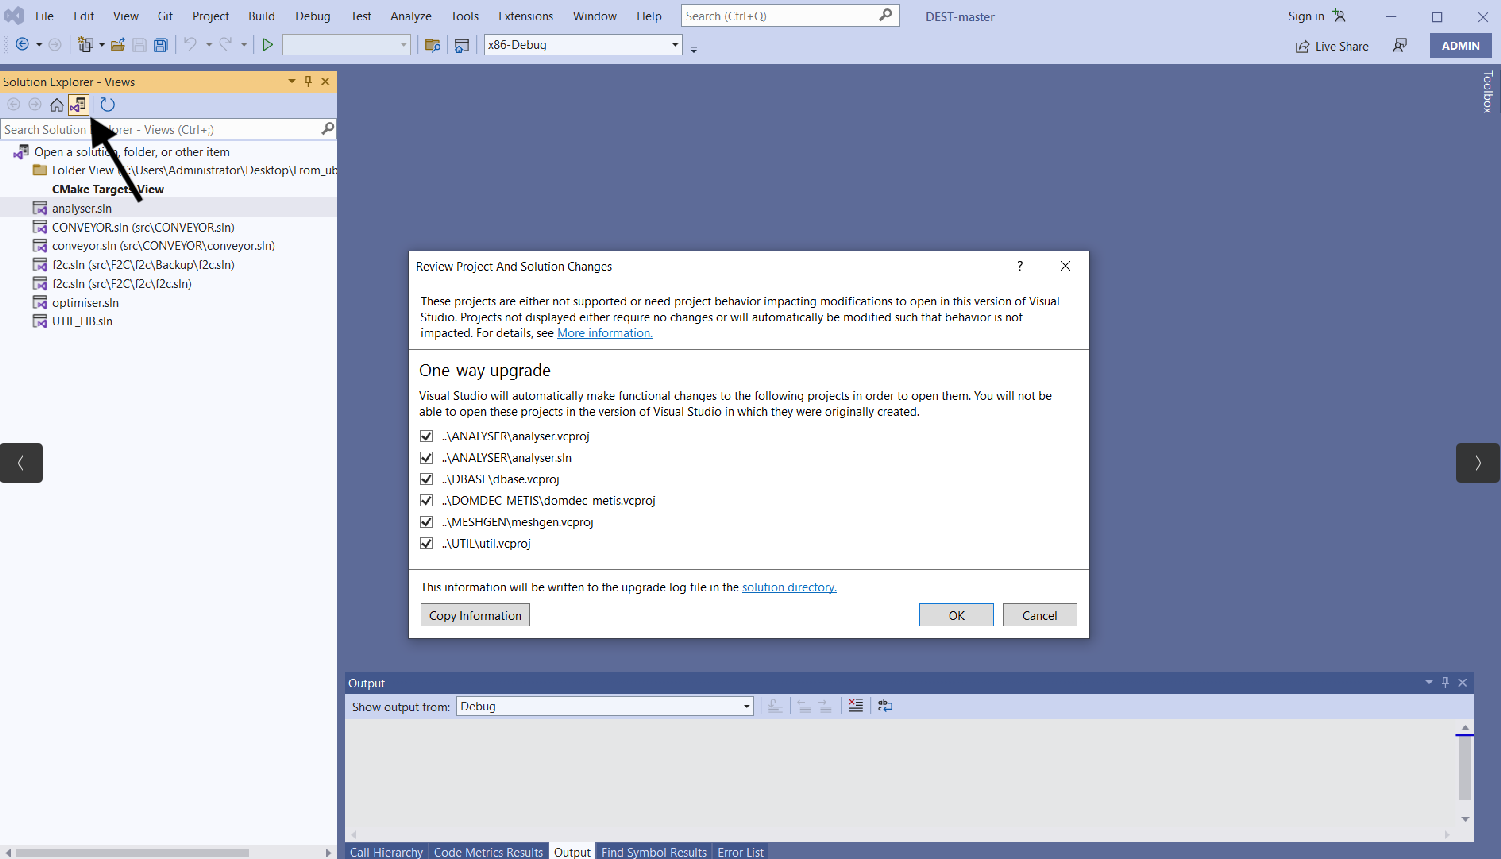 File Edit View Git Project Build Debug Test Analyze Tools Extensions Window Help Search (Ctrl+Q) DEST-master Sign in
x86-Debug Live Share ADMIN
Solution Explorer - Views
Toolbox
Search Solution Explorer - Views (Ctrl+;)
Open a solution, folder, or other item
Folder View (C:\Users\Administrator\Desktop\From_ub
CMake Targets View
analyser.sln
CONVEYOR.sln (src\CONVEYOR.sln)
conveyor.sln (src\CONVEYOR\conveyor.sln)
f2c.sln (src\F2C\f2c\Backup\f2c.sln)
f2c.sln (src\F2C\f2c\f2c.sln)
optimiser.sln
UTIL_LIB.sln
Review Project And Solution Changes ?
These projects are either not supported or need project behavior impacting modifications to open in this version of Visual
Studio. Projects not displayed either require no changes or will automatically be modified such that behavior is not
impacted. For details, see More information.
One-way upgrade
Visual Studio will automatically make functional changes to the following projects in order to open them. You will not be
able to open these projects in the version of Visual Studio in which they were originally created.
..\ANALYSER\analyser.vcproj
..\ANALYSER\analyser.sln
..\DBASE\dbase.vcproj
..\DOMDEC-METIS\domdec-metis.vcproj
..\MESHGEN\meshgen.vcproj
..\UTIL\util.vcproj
This information will be written to the upgrade log file in the solution directory.
Copy Information OK Cancel
Output
Show output from: Debug
Call Hierarchy Code Metrics Results Output Find Symbol Results Error List